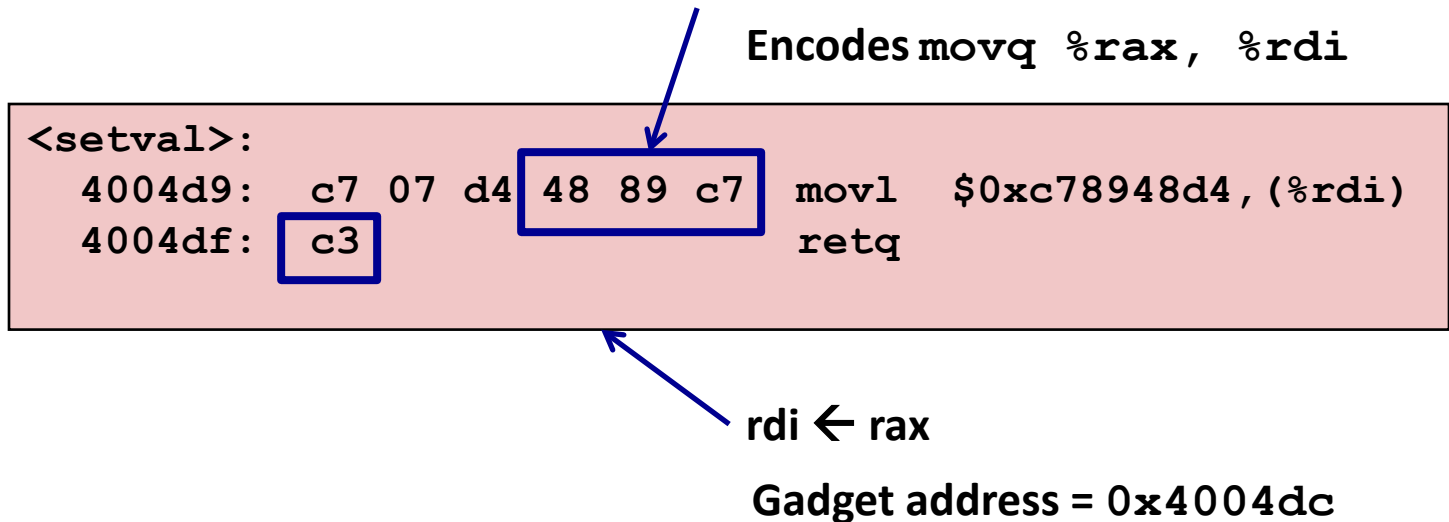 Encodes movq %rax, %rdi
<setval>:
4004d9: c7 07 d4 48 89 c7 movl $0xc78948d4,(%rdi)
4004df: c3 retq
rdi ← rax
Gadget address = 0x4004dc